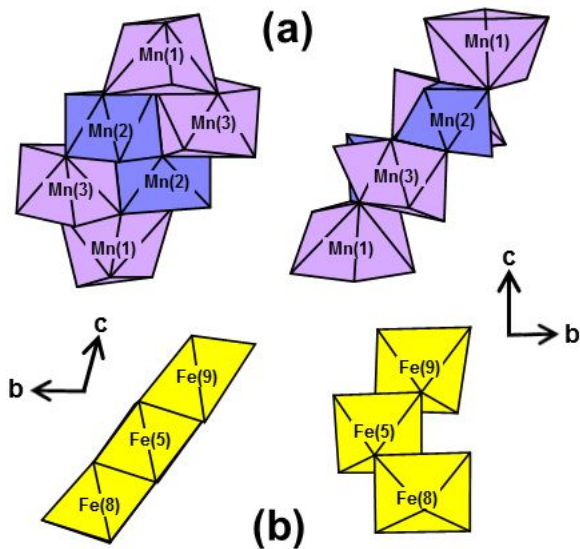 (a)
Mn(1)
Mn(2)
Mn(3)
Mn(3)
Mn(2)
Mn(1)
Mn(1)
Mn(2)
Mn(3)
Mn(1)
c
b
c
b
Fe(9)
Fe(5)
Fe(8)
Fe(9)
Fe(5)
Fe(8)
(b)